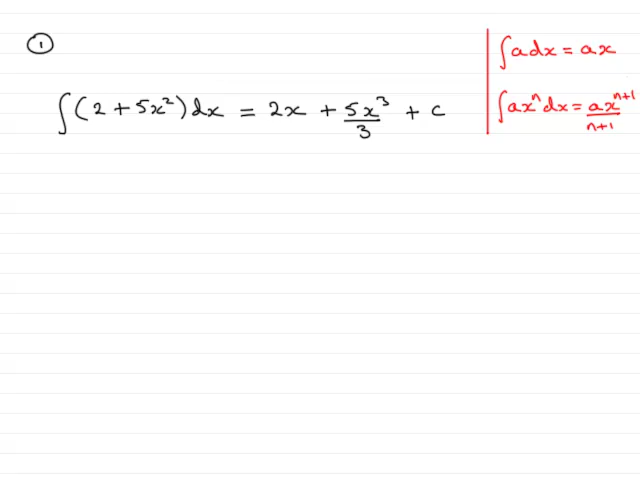 ①
∫(2 + 5x²)dx = 2x + 5x³/3 + c
∫a dx = ax
∫axⁿ dx = axⁿ⁺¹/n+1